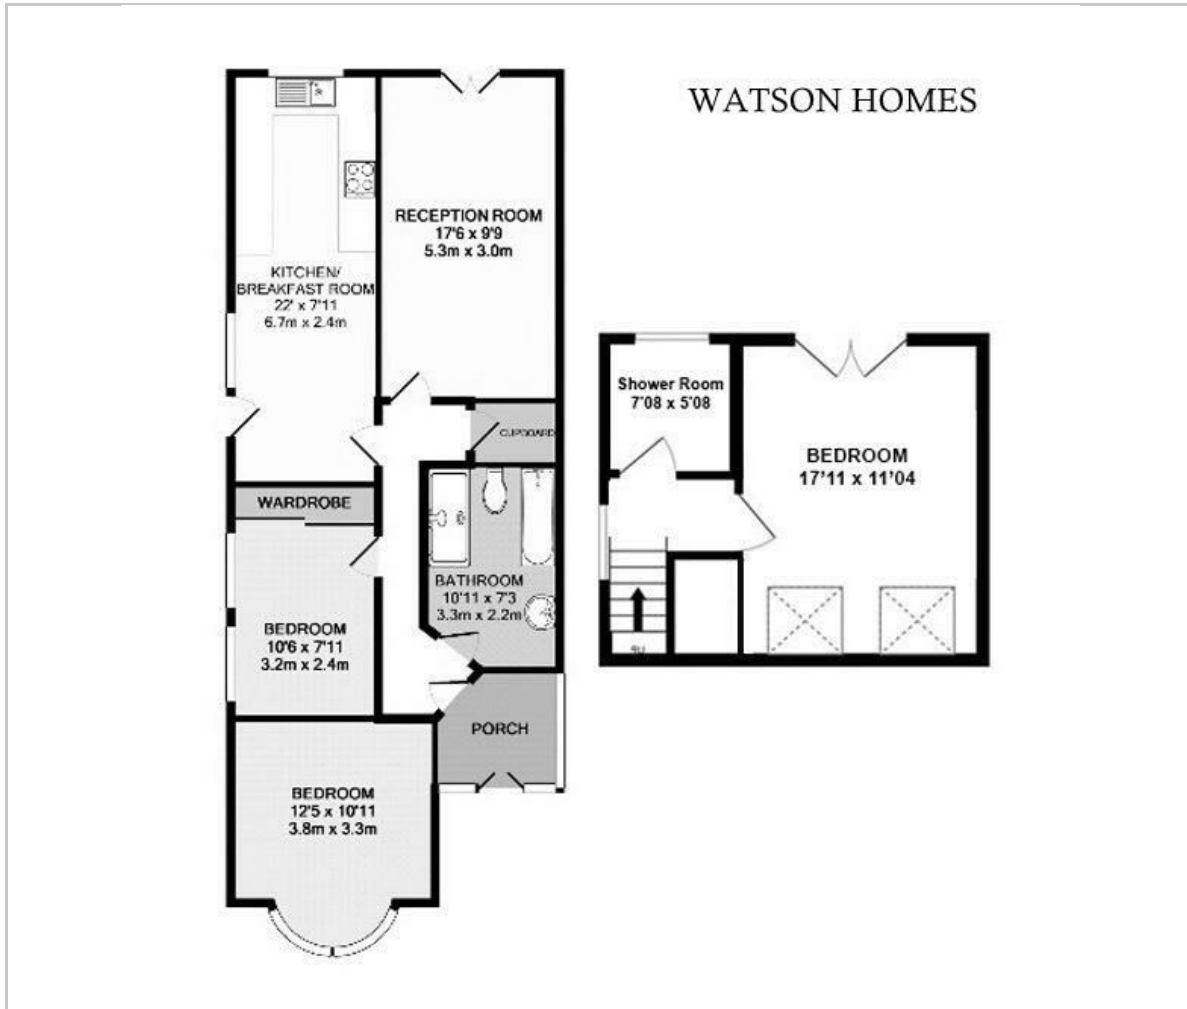 WATSON HOMES
RECEPTION ROOM
17'6 x 9'9
5.3m x 3.0m
KITCHEN/
BREAKFAST ROOM
22' x 7'11
6.7m x 2.4m
CUPBOARD
WARDROBE
BATHROOM
10'11 x 7'3
3.3m x 2.2m
BEDROOM
10'6 x 7'11
3.2m x 2.4m
PORCH
BEDROOM
12'5 x 10'11
3.8m x 3.3m
Shower Room
7'08 x 5'08
BEDROOM
17'11 x 11'04
UP